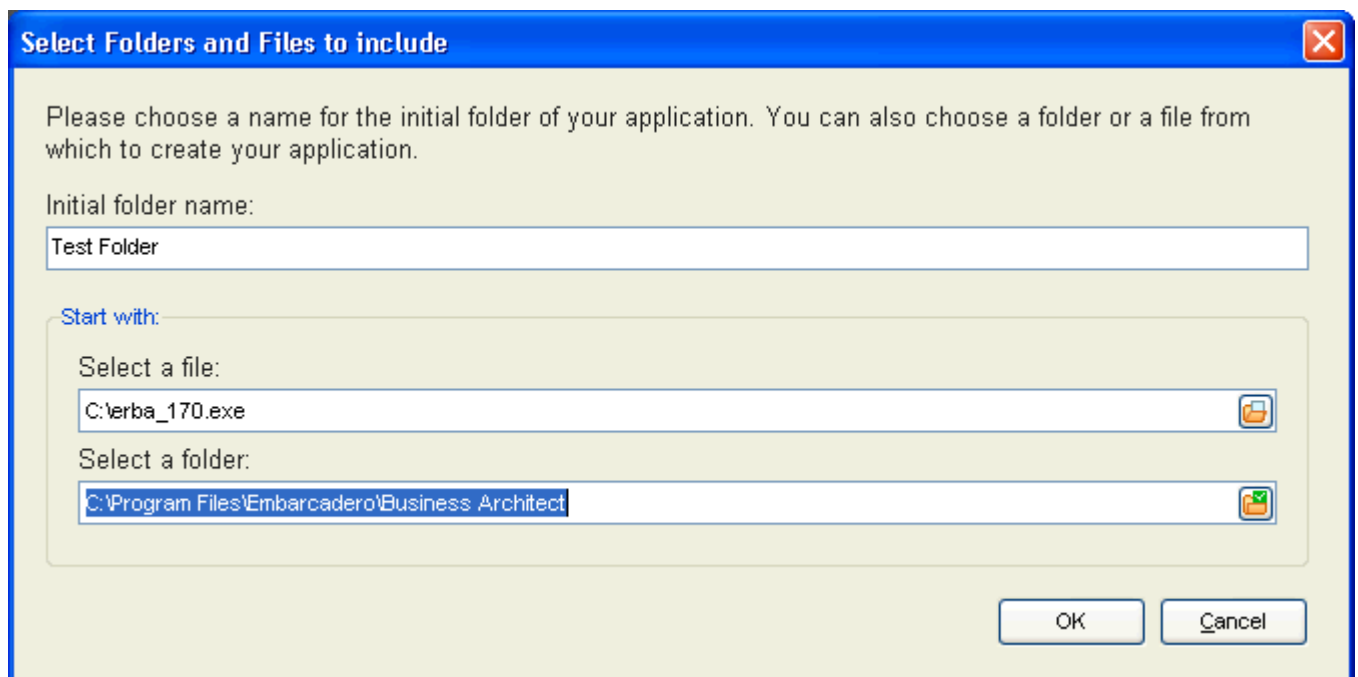 Select Folders and Files to include
Please choose a name for the initial folder of your application. You can also choose a folder or a file from
which to create your application.
Initial folder name:
Test Folder
Start with:
Select a file:
C:\erba_170.exe
Select a folder:
C:\Program Files\Embarcadero\Business Architect
OK Cancel